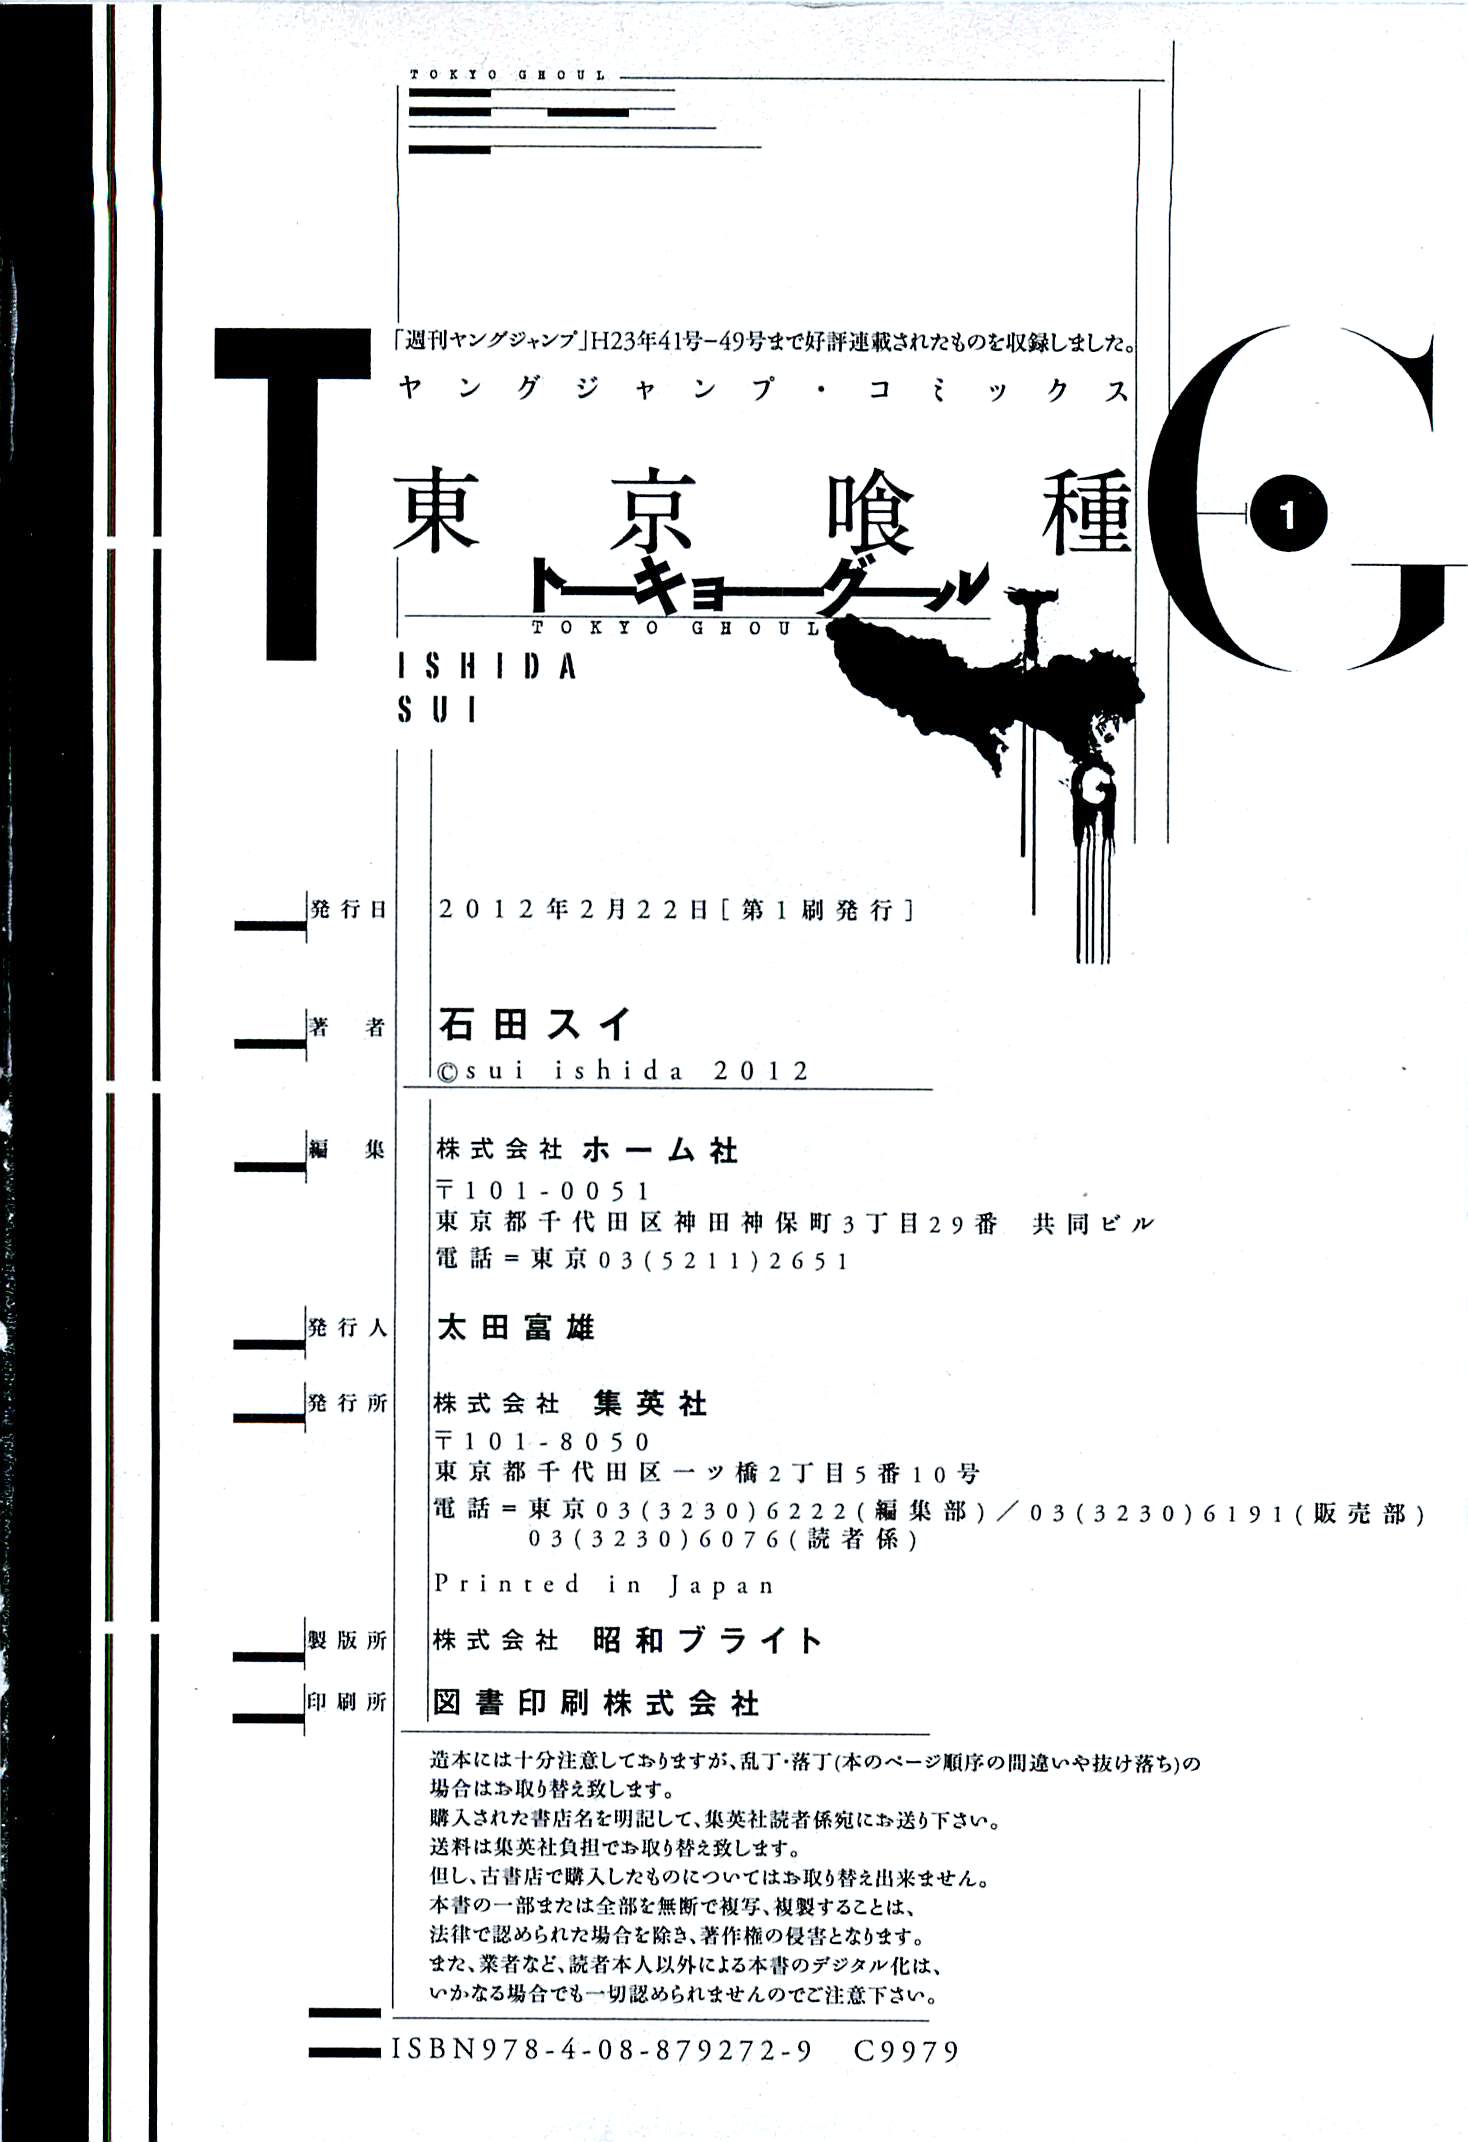 TOKYO GHOUL
「週刊ヤングジャンプ」H23年41号−49号まで好評連載されたものを収録しました。
ヤングジャンプ・コミックス
T
東京喰種
G
1
トーキョーグール
TOKYO GHOUL
T
G
ISHIDA
SUI
発行日 2012年2月22日[第1刷発行]
著者 石田スイ
©sui ishida 2012
編集 株式会社 ホーム社
〒101-0051
東京都千代田区神田神保町3丁目29番 共同ビル
電話=東京03(5211)2651
発行人 太田富雄
発行所 株式会社 集英社
〒101-8050
東京都千代田区一ツ橋2丁目5番10号
電話=東京03(3230)6222(編集部)／03(3230)6191(販売部)
03(3230)6076(読者係)
Printed in Japan
製版所 株式会社 昭和ブライト
印刷所 図書印刷株式会社
造本には十分注意しておりますが、乱丁・落丁(本のページ順序の間違いや抜け落ち)の
場合はお取り替え致します。
購入された書店名を明記して、集英社読者係宛にお送り下さい。
送料は集英社負担でお取り替え致します。
但し、古書店で購入したものについてはお取り替え出来ません。
本書の一部または全部を無断で複写、複製することは、
法律で認められた場合を除き、著作権の侵害となります。
また、業者など、読者本人以外による本書のデジタル化は、
いかなる場合でも一切認められませんのでご注意下さい。
ISBN978-4-08-879272-9 C9979